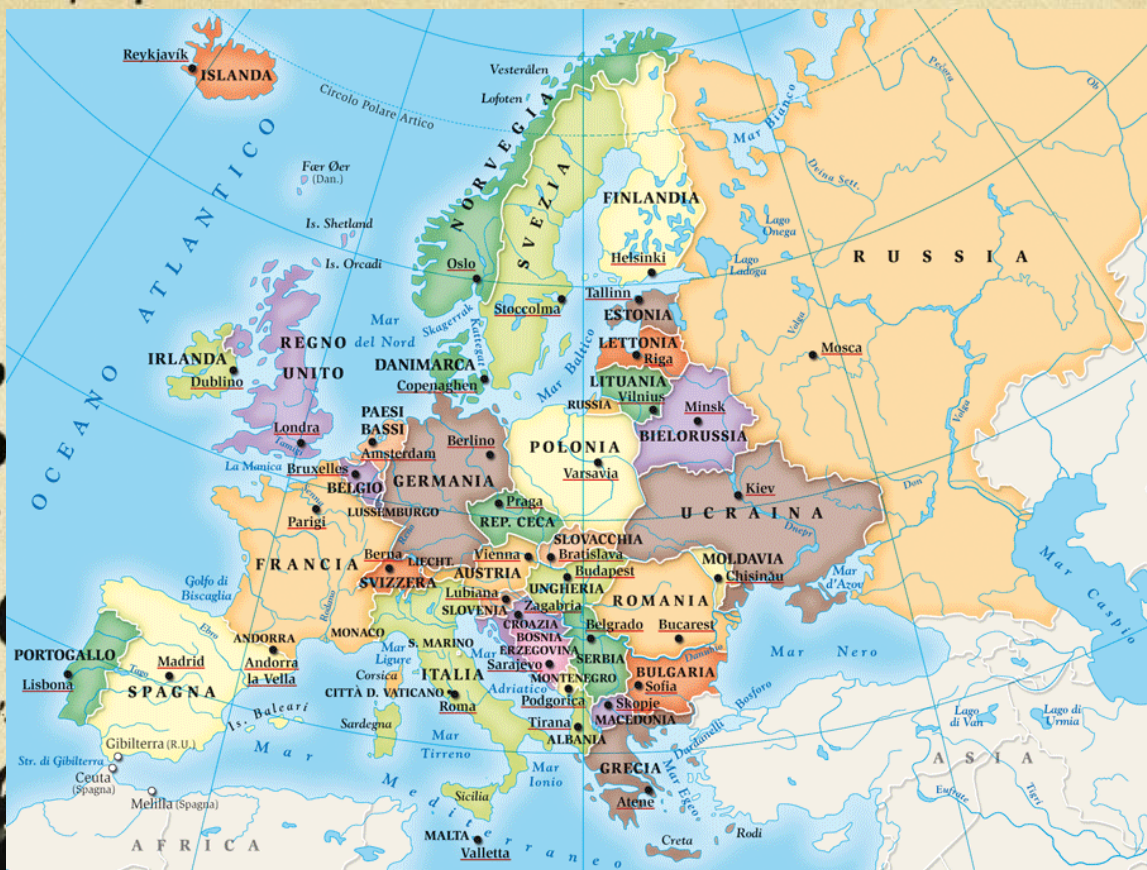 Reykjavík
ISLANDA
Vesterålen
Lofoten
Circolo Polare Artico
Pečora
Ob
Mar Bianco
Dvina Sett.
OCEANO ATLANTICO
Fær Øer
(Dan.)
Is. Shetland
Is. Orcadi
NORVEGIA
SVEZIA
FINLANDIA
Lago
Onega
Lago
Ladoga
RUSSIA
Oslo
Helsinki
Stoccolma
Tallinn
ESTONIA
Skagerrak
Kattegat
Mar
del Nord
Mar Baltico
REGNO
UNITO
IRLANDA
Dublino
DANIMARCA
Copenaghen
LETTONIA
Riga
Volga
Mosca
LITUANIA
Vilnius
RUSSIA
Minsk
BIELORUSSIA
Volga
Londra
Tamigi
La Manica
PAESI
BASSI
Amsterdam
Berlino
POLONIA
Varsavia
Bruxelles
BELGIO
GERMANIA
LUSSEMBURGO
Praga
REP. CECA
Kiev
UCRAINA
Dnepr
Don
Senna
Parigi
Reno
SLOVACCHIA
Bratislava
FRANCIA
Berna
LIECHT.
SVIZZERA
Vienna
AUSTRIA
Budapest
UNGHERIA
MOLDAVIA
Chisinău
Mar
d'Azov
Mar Caspio
Golfo di
Biscaglia
Rodano
Lubiana
SLOVENIA
Zagabria
CROAZIA
ROMANIA
Belgrado
Bucarest
BOSNIA
ERZEGOVINA
Sarajevo
SERBIA
Danubio
Mar Nero
Ebro
ANDORRA
Andorra
la Vella
MONACO
S. MARINO
Mar
Ligure
Corsica
ITALIA
Mar
Adriatico
MONTENEGRO
Podgorica
BULGARIA
Sofia
PORTOGALLO
Lisbona
Tago
Madrid
SPAGNA
CITTÀ D. VATICANO
Roma
Skopje
MACEDONIA
Bosforo
Dardanelli
Is. Baleari
Sardegna
Tirana
ALBANIA
Lago
di Van
Lago di
Urmia
Gibilterra (R.U.)
Str. di Gibilterra
Ceuta
(Spagna)
Melilla (Spagna)
Mar
Tirreno
Mar
Ionio
GRECIA
Atene
Mar Egeo
ASIA
Eufrate
Tigri
Sicilia
Mar Mediterraneo
MALTA
Valletta
Creta
Rodi
AFRICA